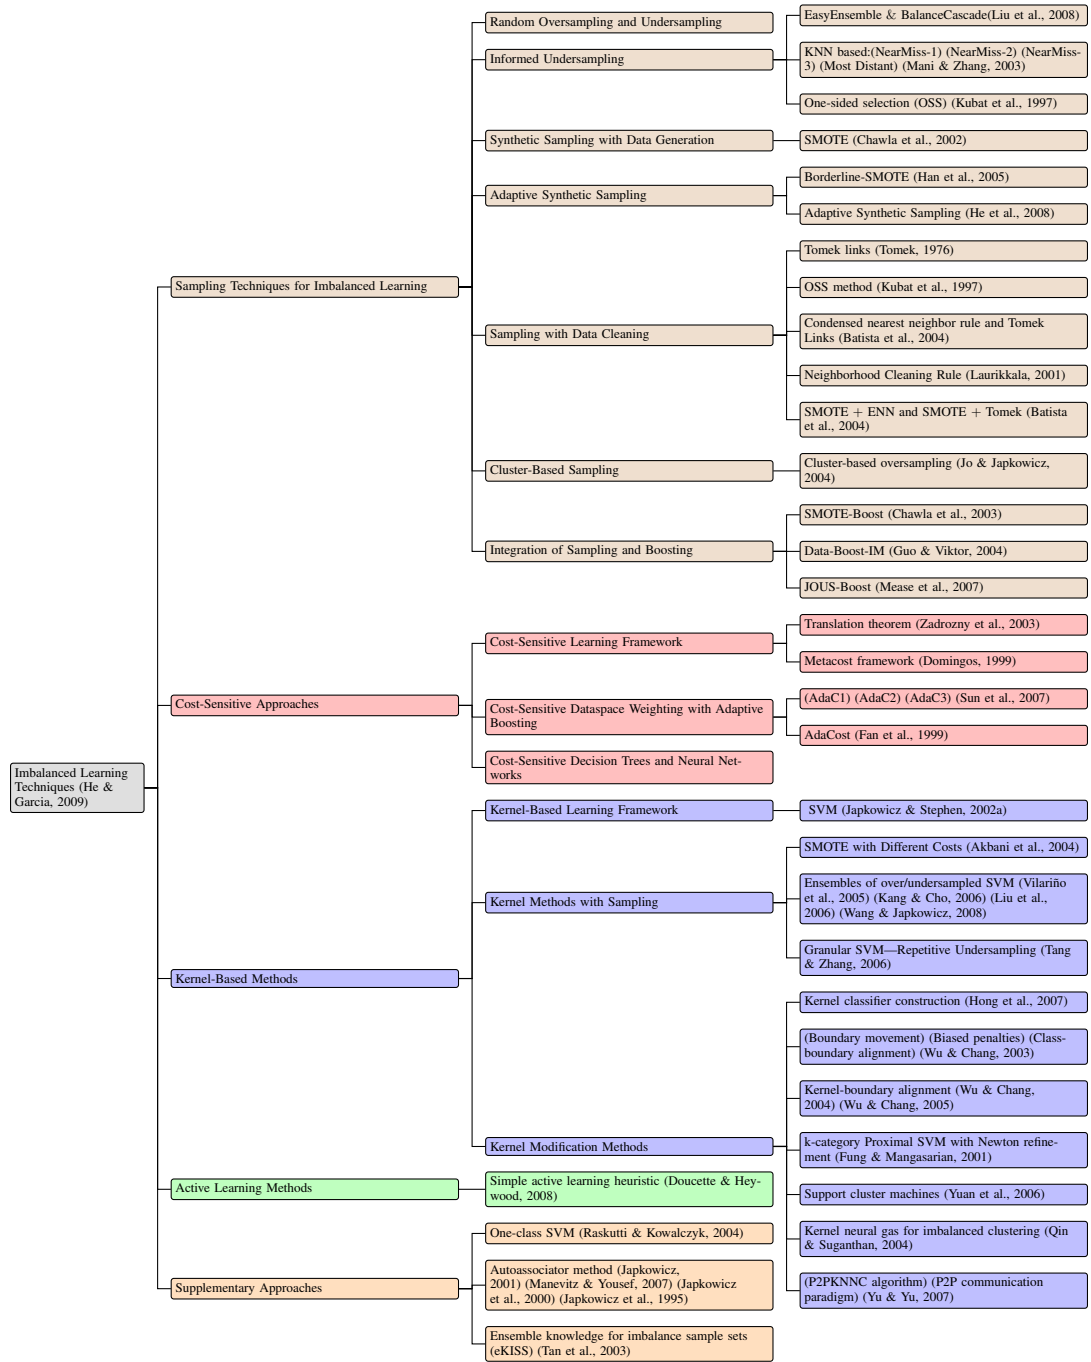 Imbalanced Learning
Techniques (He &
Garcia, 2009)
Sampling Techniques for Imbalanced Learning
Random Oversampling and Undersampling
Informed Undersampling
EasyEnsemble & BalanceCascade(Liu et al., 2008)
KNN based:(NearMiss-1) (NearMiss-2) (NearMiss-
3) (Most Distant) (Mani & Zhang, 2003)
One-sided selection (OSS) (Kubat et al., 1997)
Synthetic Sampling with Data Generation
SMOTE (Chawla et al., 2002)
Adaptive Synthetic Sampling
Borderline-SMOTE (Han et al., 2005)
Adaptive Synthetic Sampling (He et al., 2008)
Sampling with Data Cleaning
Tomek links (Tomek, 1976)
OSS method (Kubat et al., 1997)
Condensed nearest neighbor rule and Tomek
Links (Batista et al., 2004)
Neighborhood Cleaning Rule (Laurikkala, 2001)
SMOTE + ENN and SMOTE + Tomek (Batista
et al., 2004)
Cluster-Based Sampling
Cluster-based oversampling (Jo & Japkowicz,
2004)
Integration of Sampling and Boosting
SMOTE-Boost (Chawla et al., 2003)
Data-Boost-IM (Guo & Viktor, 2004)
JOUS-Boost (Mease et al., 2007)
Cost-Sensitive Approaches
Cost-Sensitive Learning Framework
Translation theorem (Zadrozny et al., 2003)
Metacost framework (Domingos, 1999)
Cost-Sensitive Dataspace Weighting with Adaptive
Boosting
(AdaC1) (AdaC2) (AdaC3) (Sun et al., 2007)
AdaCost (Fan et al., 1999)
Cost-Sensitive Decision Trees and Neural Net-
works
Kernel-Based Methods
Kernel-Based Learning Framework
SVM (Japkowicz & Stephen, 2002a)
Kernel Methods with Sampling
SMOTE with Different Costs (Akbani et al., 2004)
Ensembles of over/undersampled SVM (Vilariño
et al., 2005) (Kang & Cho, 2006) (Liu et al.,
2006) (Wang & Japkowicz, 2008)
Granular SVM—Repetitive Undersampling (Tang
& Zhang, 2006)
Kernel Modification Methods
Kernel classifier construction (Hong et al., 2007)
(Boundary movement) (Biased penalties) (Class-
boundary alignment) (Wu & Chang, 2003)
Kernel-boundary alignment (Wu & Chang,
2004) (Wu & Chang, 2005)
k-category Proximal SVM with Newton refine-
ment (Fung & Mangasarian, 2001)
Support cluster machines (Yuan et al., 2006)
Kernel neural gas for imbalanced clustering (Qin
& Suganthan, 2004)
(P2PKNNC algorithm) (P2P communication
paradigm) (Yu & Yu, 2007)
Active Learning Methods
Simple active learning heuristic (Doucette & Hey-
wood, 2008)
Supplementary Approaches
One-class SVM (Raskutti & Kowalczyk, 2004)
Autoassociator method (Japkowicz,
2001) (Manevitz & Yousef, 2007) (Japkowicz
et al., 2000) (Japkowicz et al., 1995)
Ensemble knowledge for imbalance sample sets
(eKISS) (Tan et al., 2003)